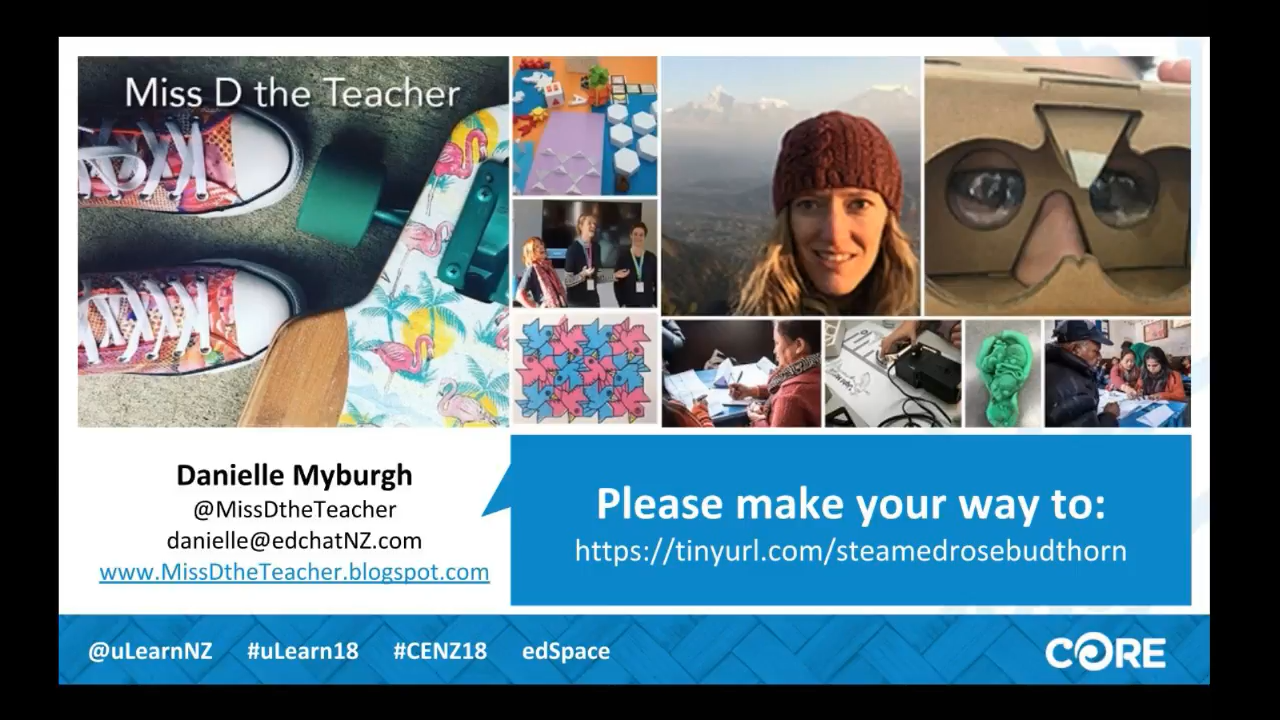 Miss D the Teacher
Danielle Myburgh
@MissDtheTeacher
danielle@edchatNZ.com
www.MissDtheTeacher.blogspot.com
Please make your way to:
https://tinyurl.com/steamedrosebudthorn
@uLearnNZ #uLearn18 #CENZ18 edSpace
CORE